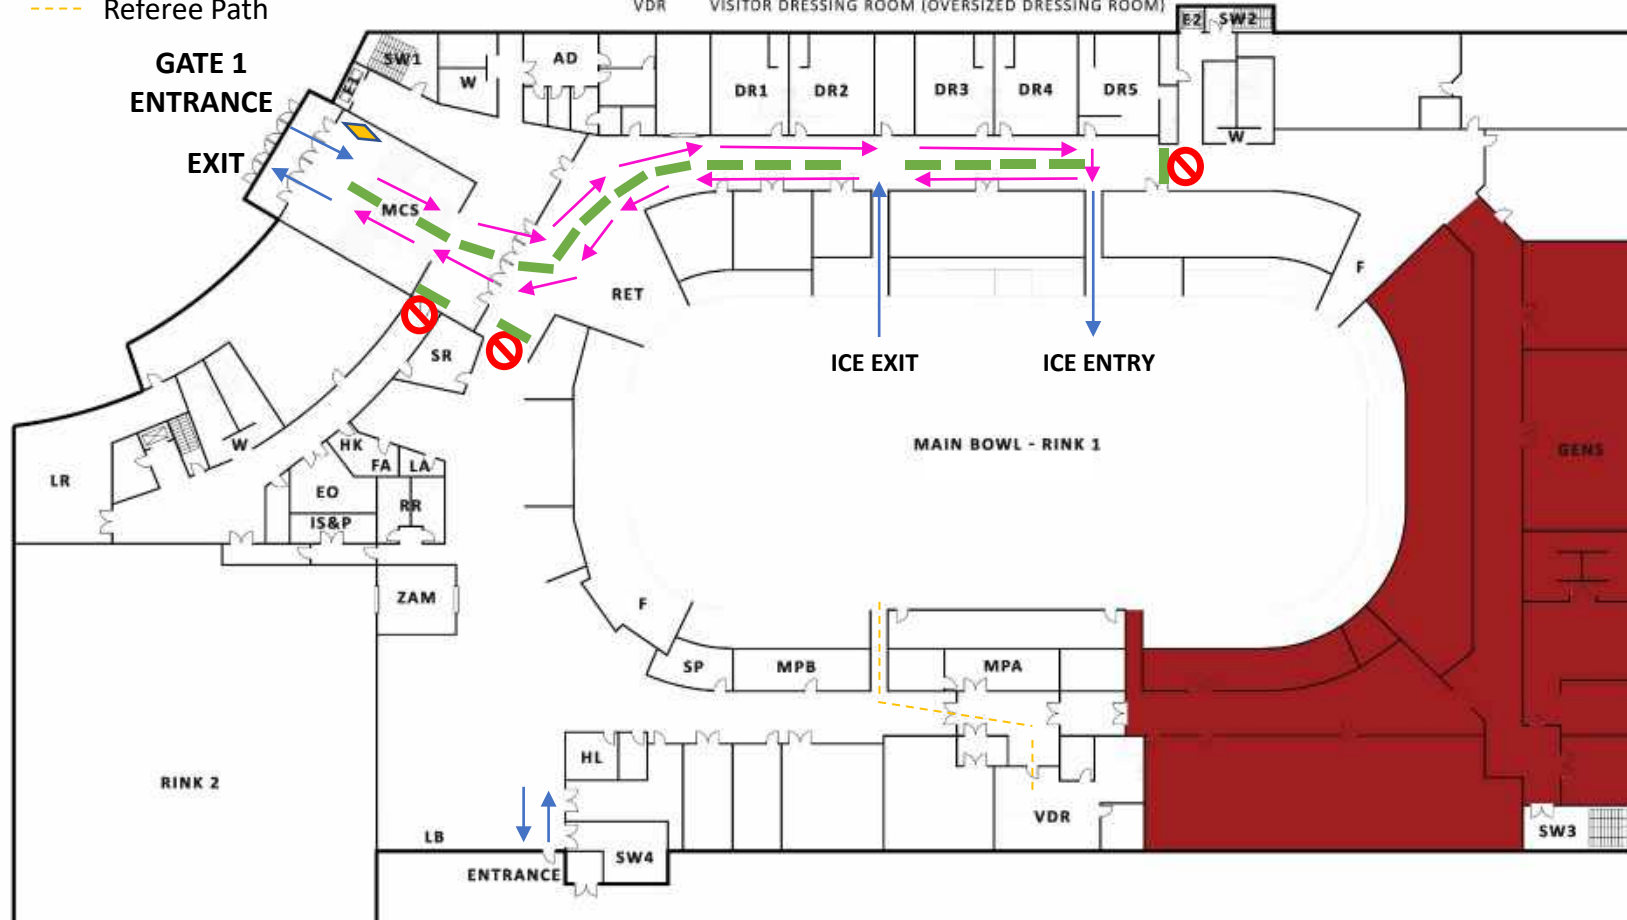 Referee Path
VDR VISITOR DRESSING ROOM (OVERSIZED DRESSING ROOM)
E2 SW2
GATE 1
ENTRANCE
EXIT
SW1
E1
W
AD
DR1
DR2
DR3
DR4
DR5
W
MCS
RET
F
SR
ICE EXIT
ICE ENTRY
MAIN BOWL - RINK 1
GENS
LR
W
HK
FA
LA
EO
RR
IS&P
ZAM
F
SP
MPB
MPA
HL
RINK 2
LB
VDR
SW3
SW4
ENTRANCE